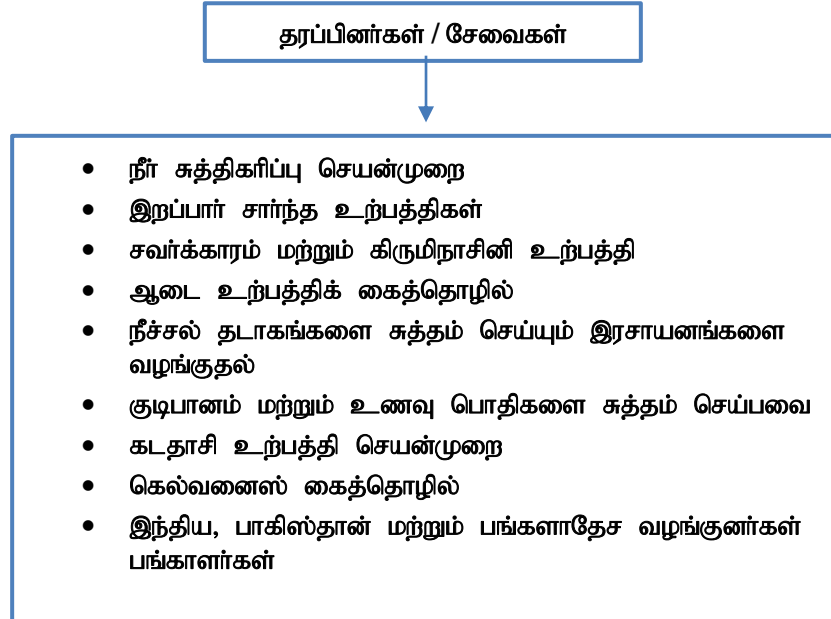 தரப்பினர்கள் / சேவைகள்
• நீர் சுத்திகரிப்பு செயன்முறை
• இறப்பார் சார்ந்த உற்பத்திகள்
• சவர்க்காரம் மற்றும் கிருமிநாசினி உற்பத்தி
• ஆடை உற்பத்திக் கைத்தொழில்
• நீச்சல் தடாகங்களை சுத்தம் செய்யும் இரசாயனங்களை
வழங்குதல்
• குடிபானம் மற்றும் உணவு பொதிகளை சுத்தம் செய்பவை
• கடதாசி உற்பத்தி செயன்முறை
• கெல்வனைஸ் கைத்தொழில்
• இந்திய, பாகிஸ்தான் மற்றும் பங்களாதேச வழங்குனர்கள்
பங்காளர்கள்